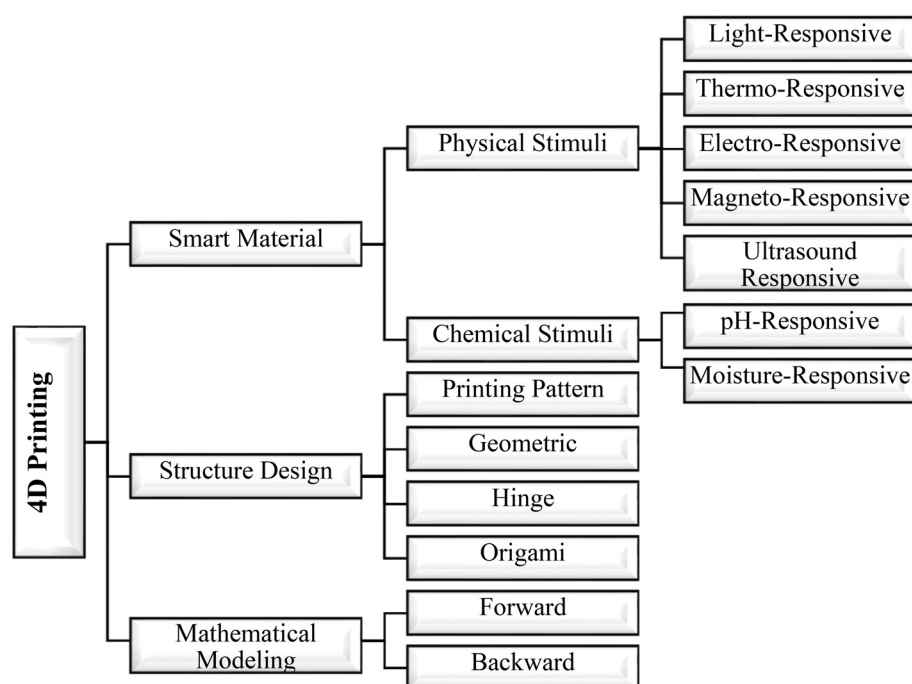 4D Printing
Smart Material
Physical Stimuli
Light-Responsive
Thermo-Responsive
Electro-Responsive
Magneto-Responsive
Ultrasound
Responsive
Chemical Stimuli
pH-Responsive
Moisture-Responsive
Structure Design
Printing Pattern
Geometric
Hinge
Origami
Mathematical
Modeling
Forward
Backward